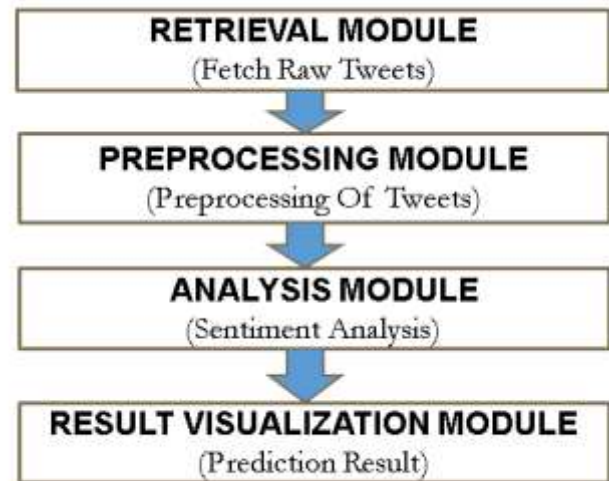 RETRIEVAL MODULE
(Fetch Raw Tweets)
PREPROCESSING MODULE
(Preprocessing Of Tweets)
ANALYSIS MODULE
(Sentiment Analysis)
RESULT VISUALIZATION MODULE
(Prediction Result)